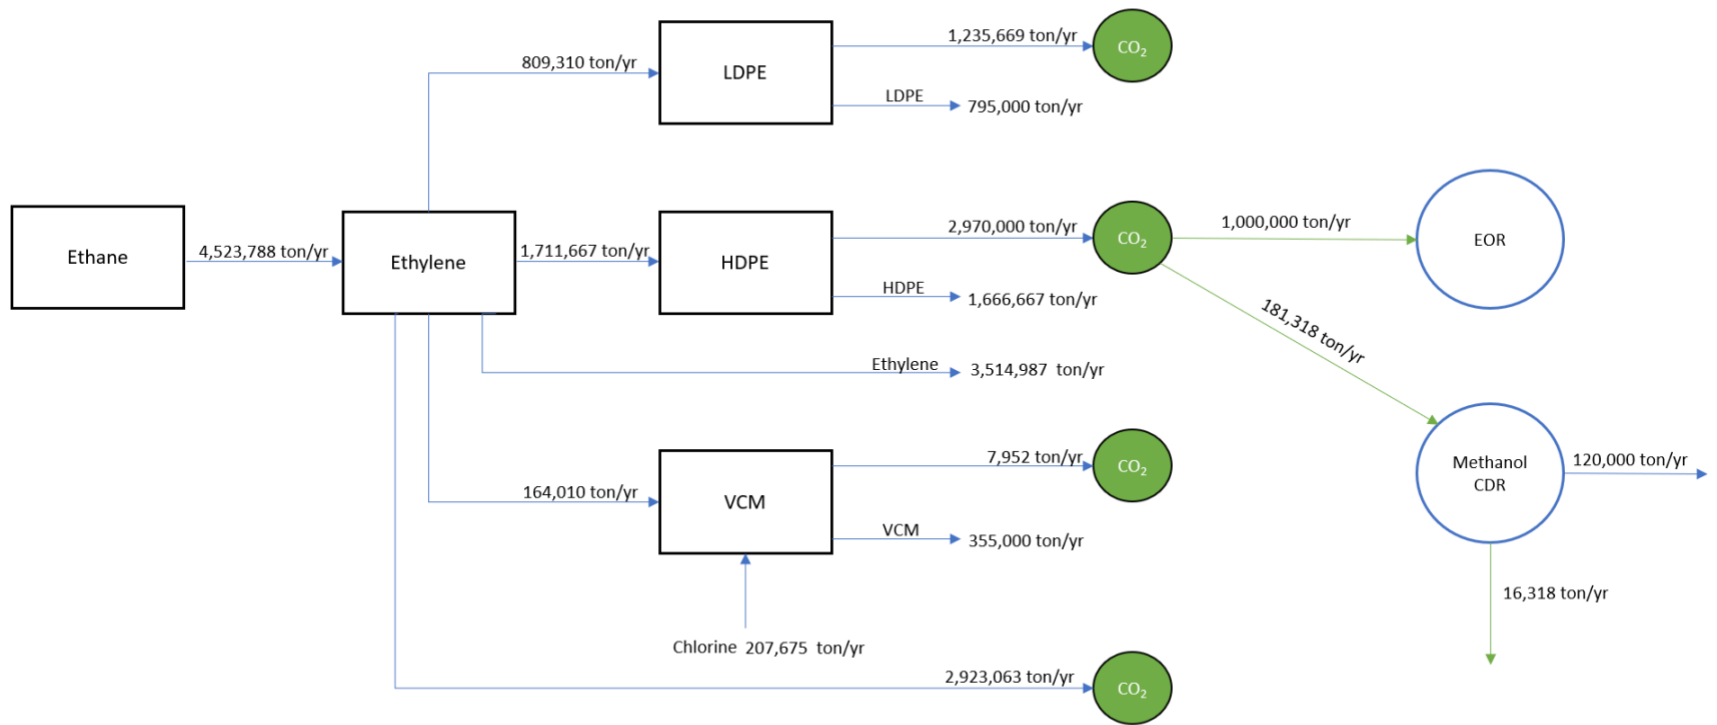 1,235,669 ton/yr
CO₂
809,310 ton/yr
LDPE
LDPE
795,000 ton/yr
Ethane
4,523,788 ton/yr
Ethylene
1,711,667 ton/yr
HDPE
2,970,000 ton/yr
CO₂
1,000,000 ton/yr
EOR
HDPE
1,666,667 ton/yr
181,318 ton/yr
Ethylene
3,514,987 ton/yr
7,952 ton/yr
CO₂
Methanol
CDR
120,000 ton/yr
164,010 ton/yr
VCM
VCM
355,000 ton/yr
16,318 ton/yr
Chlorine 207,675 ton/yr
2,923,063 ton/yr
CO₂